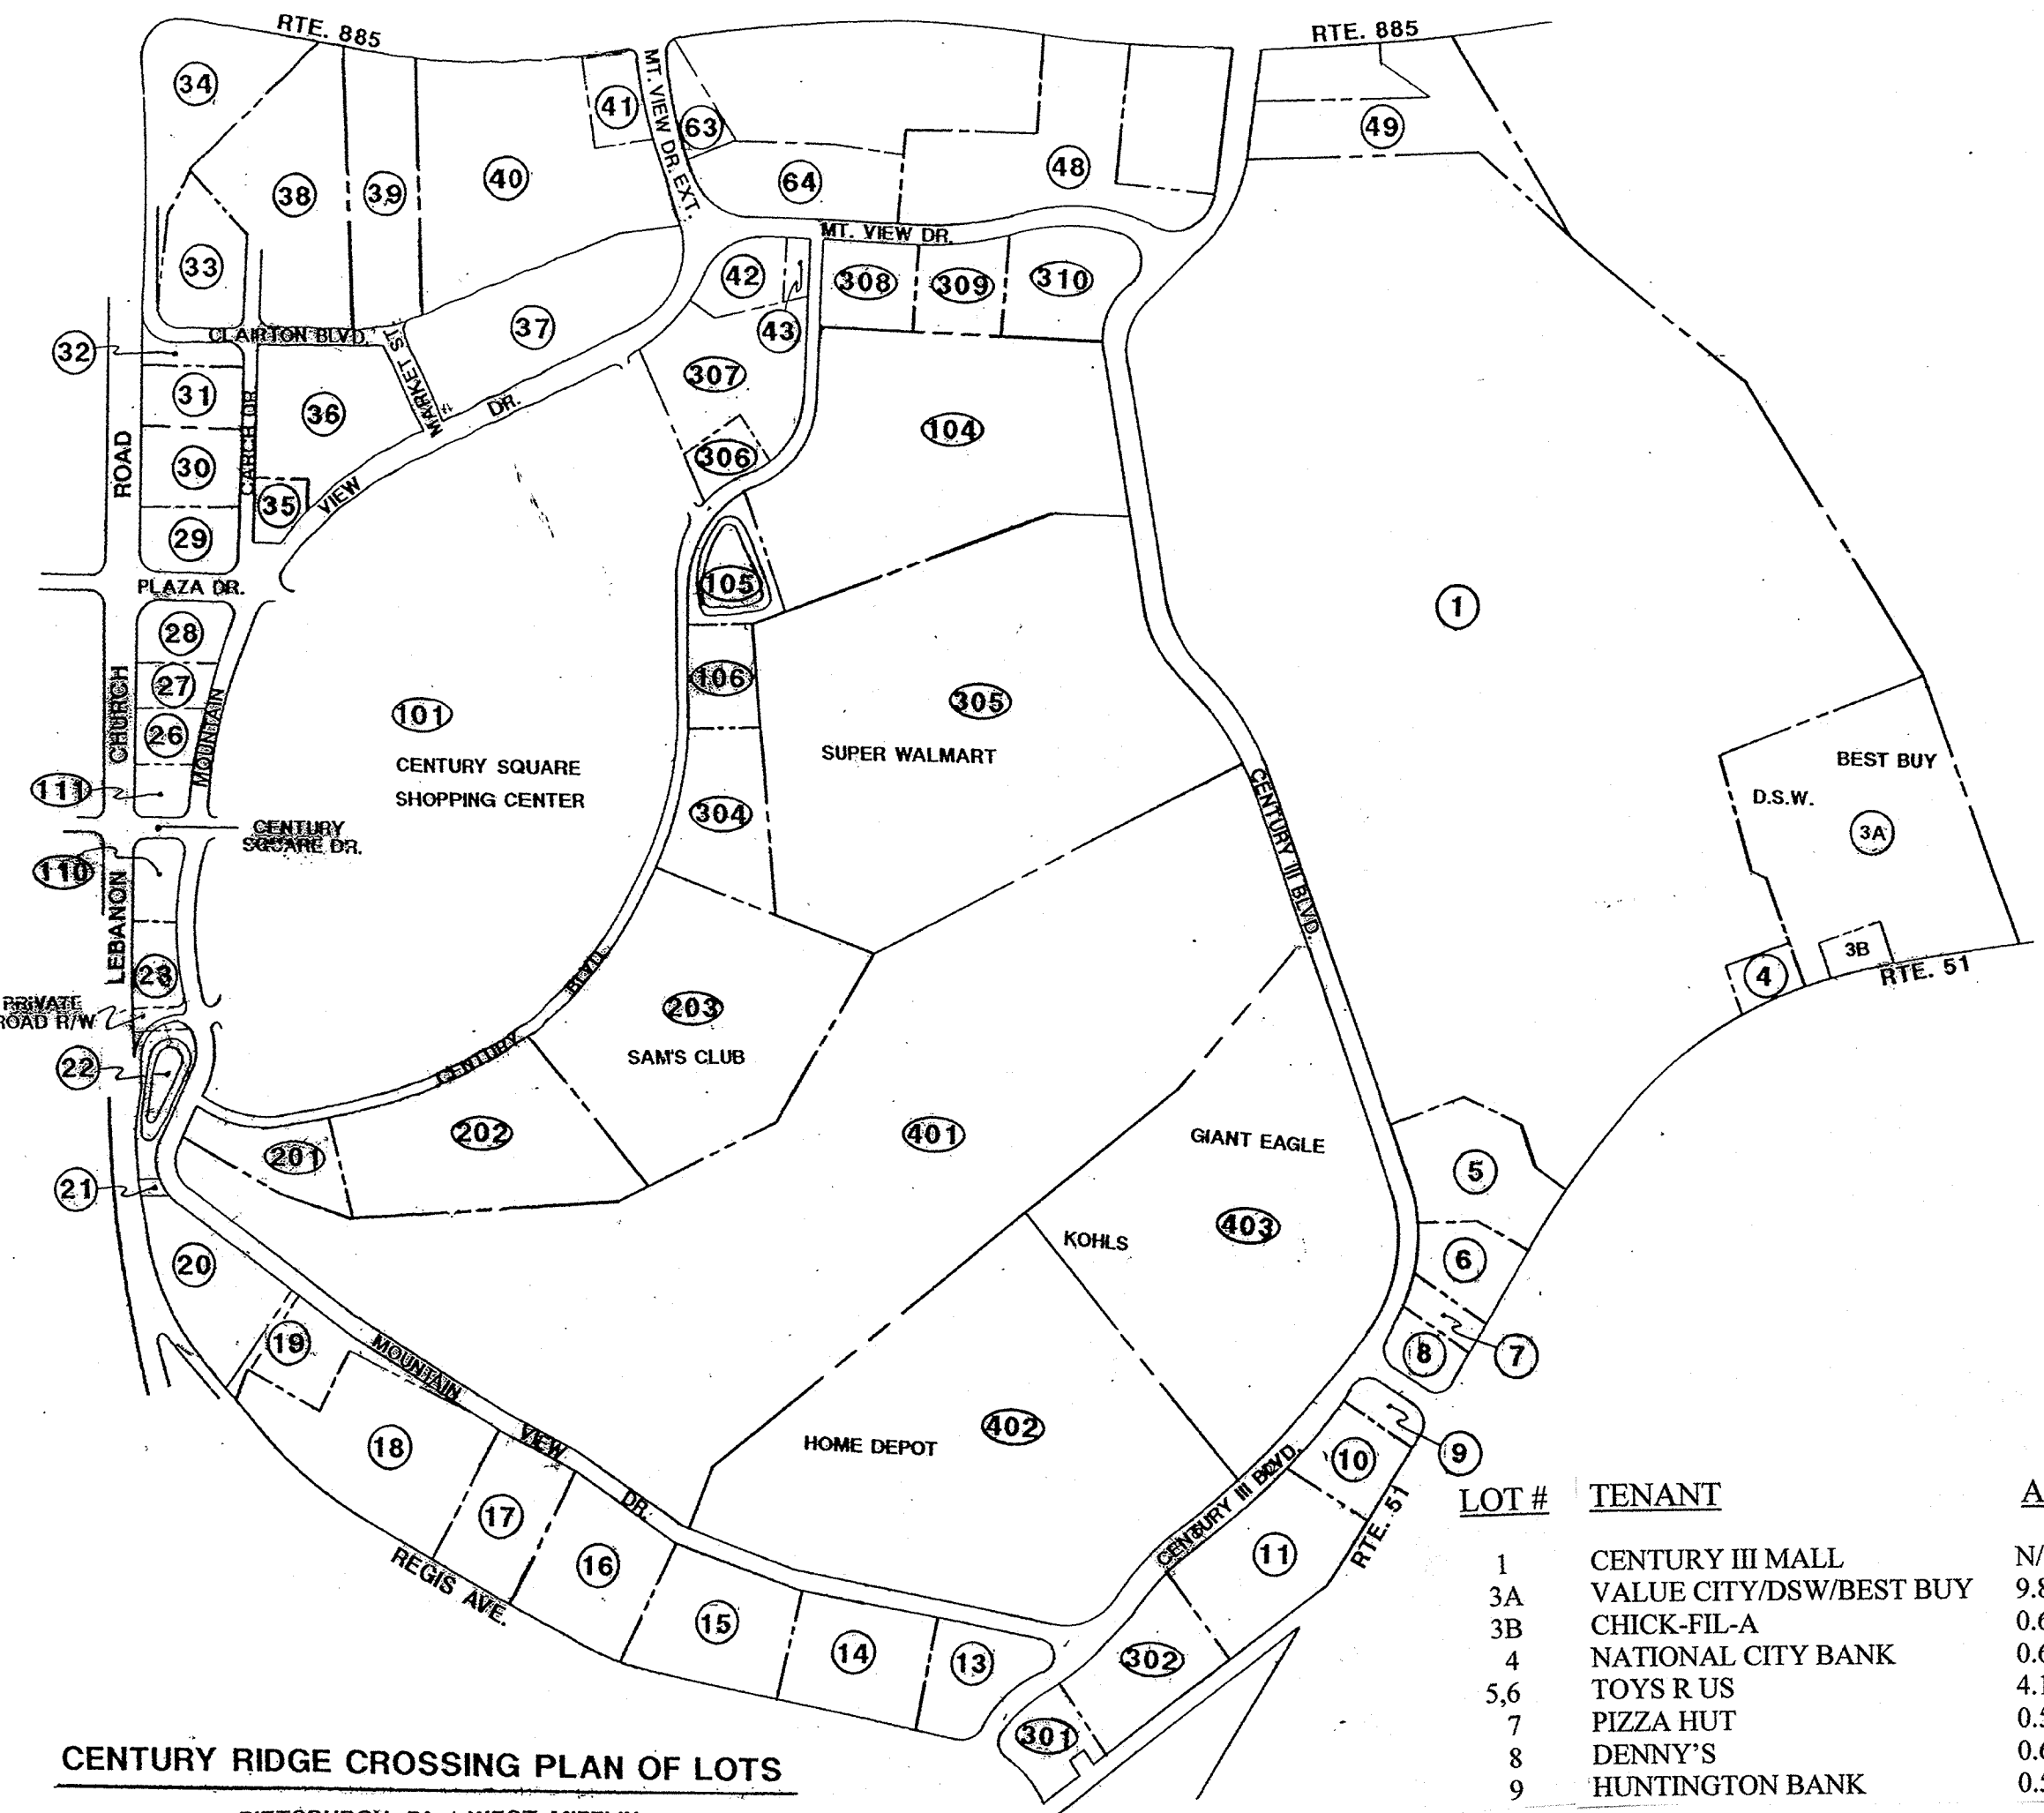 RTE. 885
RTE. 885
34
41
MT. VIEW DR. EXT.
63
49
38
39
40
64
48
33
MT. VIEW DR.
42
308
309
310
43
37
CLAIRTON BLVD.
32
MARKET ST
31
307
36
DR.
104
ROAD
30
CARCH DR.
306
35
VIEW
29
PLAZA DR.
105
1
28
27
106
305
CHURCH
26
MOUNTAIN
101
SUPER WALMART
CENTURY SQUARE
SHOPPING CENTER
BEST BUY
D.S.W.
111
304
3A
CENTURY
SQUARE DR.
CENTURY III BLVD.
110
LEBANON
23
BLVD.
3B
4
RTE. 51
PRIVATE
ROAD R/W
203
SAM'S CLUB
22
CENTURY
202
401
GIANT EAGLE
201
5
21
403
KOHLS
20
6
19
MOUNTAIN
8
7
18
VIEW
402
HOME DEPOT
10
9
17
DR.
CENTURY III BLVD.
RTE. 51
REGIS AVE.
16
11
15
14
13
302
301
LOT # TENANT
1 CENTURY III MALL
3A VALUE CITY/DSW/BEST BUY
3B CHICK-FIL-A
4 NATIONAL CITY BANK
5,6 TOYS R US
7 PIZZA HUT
8 DENNY'S
9 HUNTINGTON BANK
CENTURY RIDGE CROSSING PLAN OF LOTS